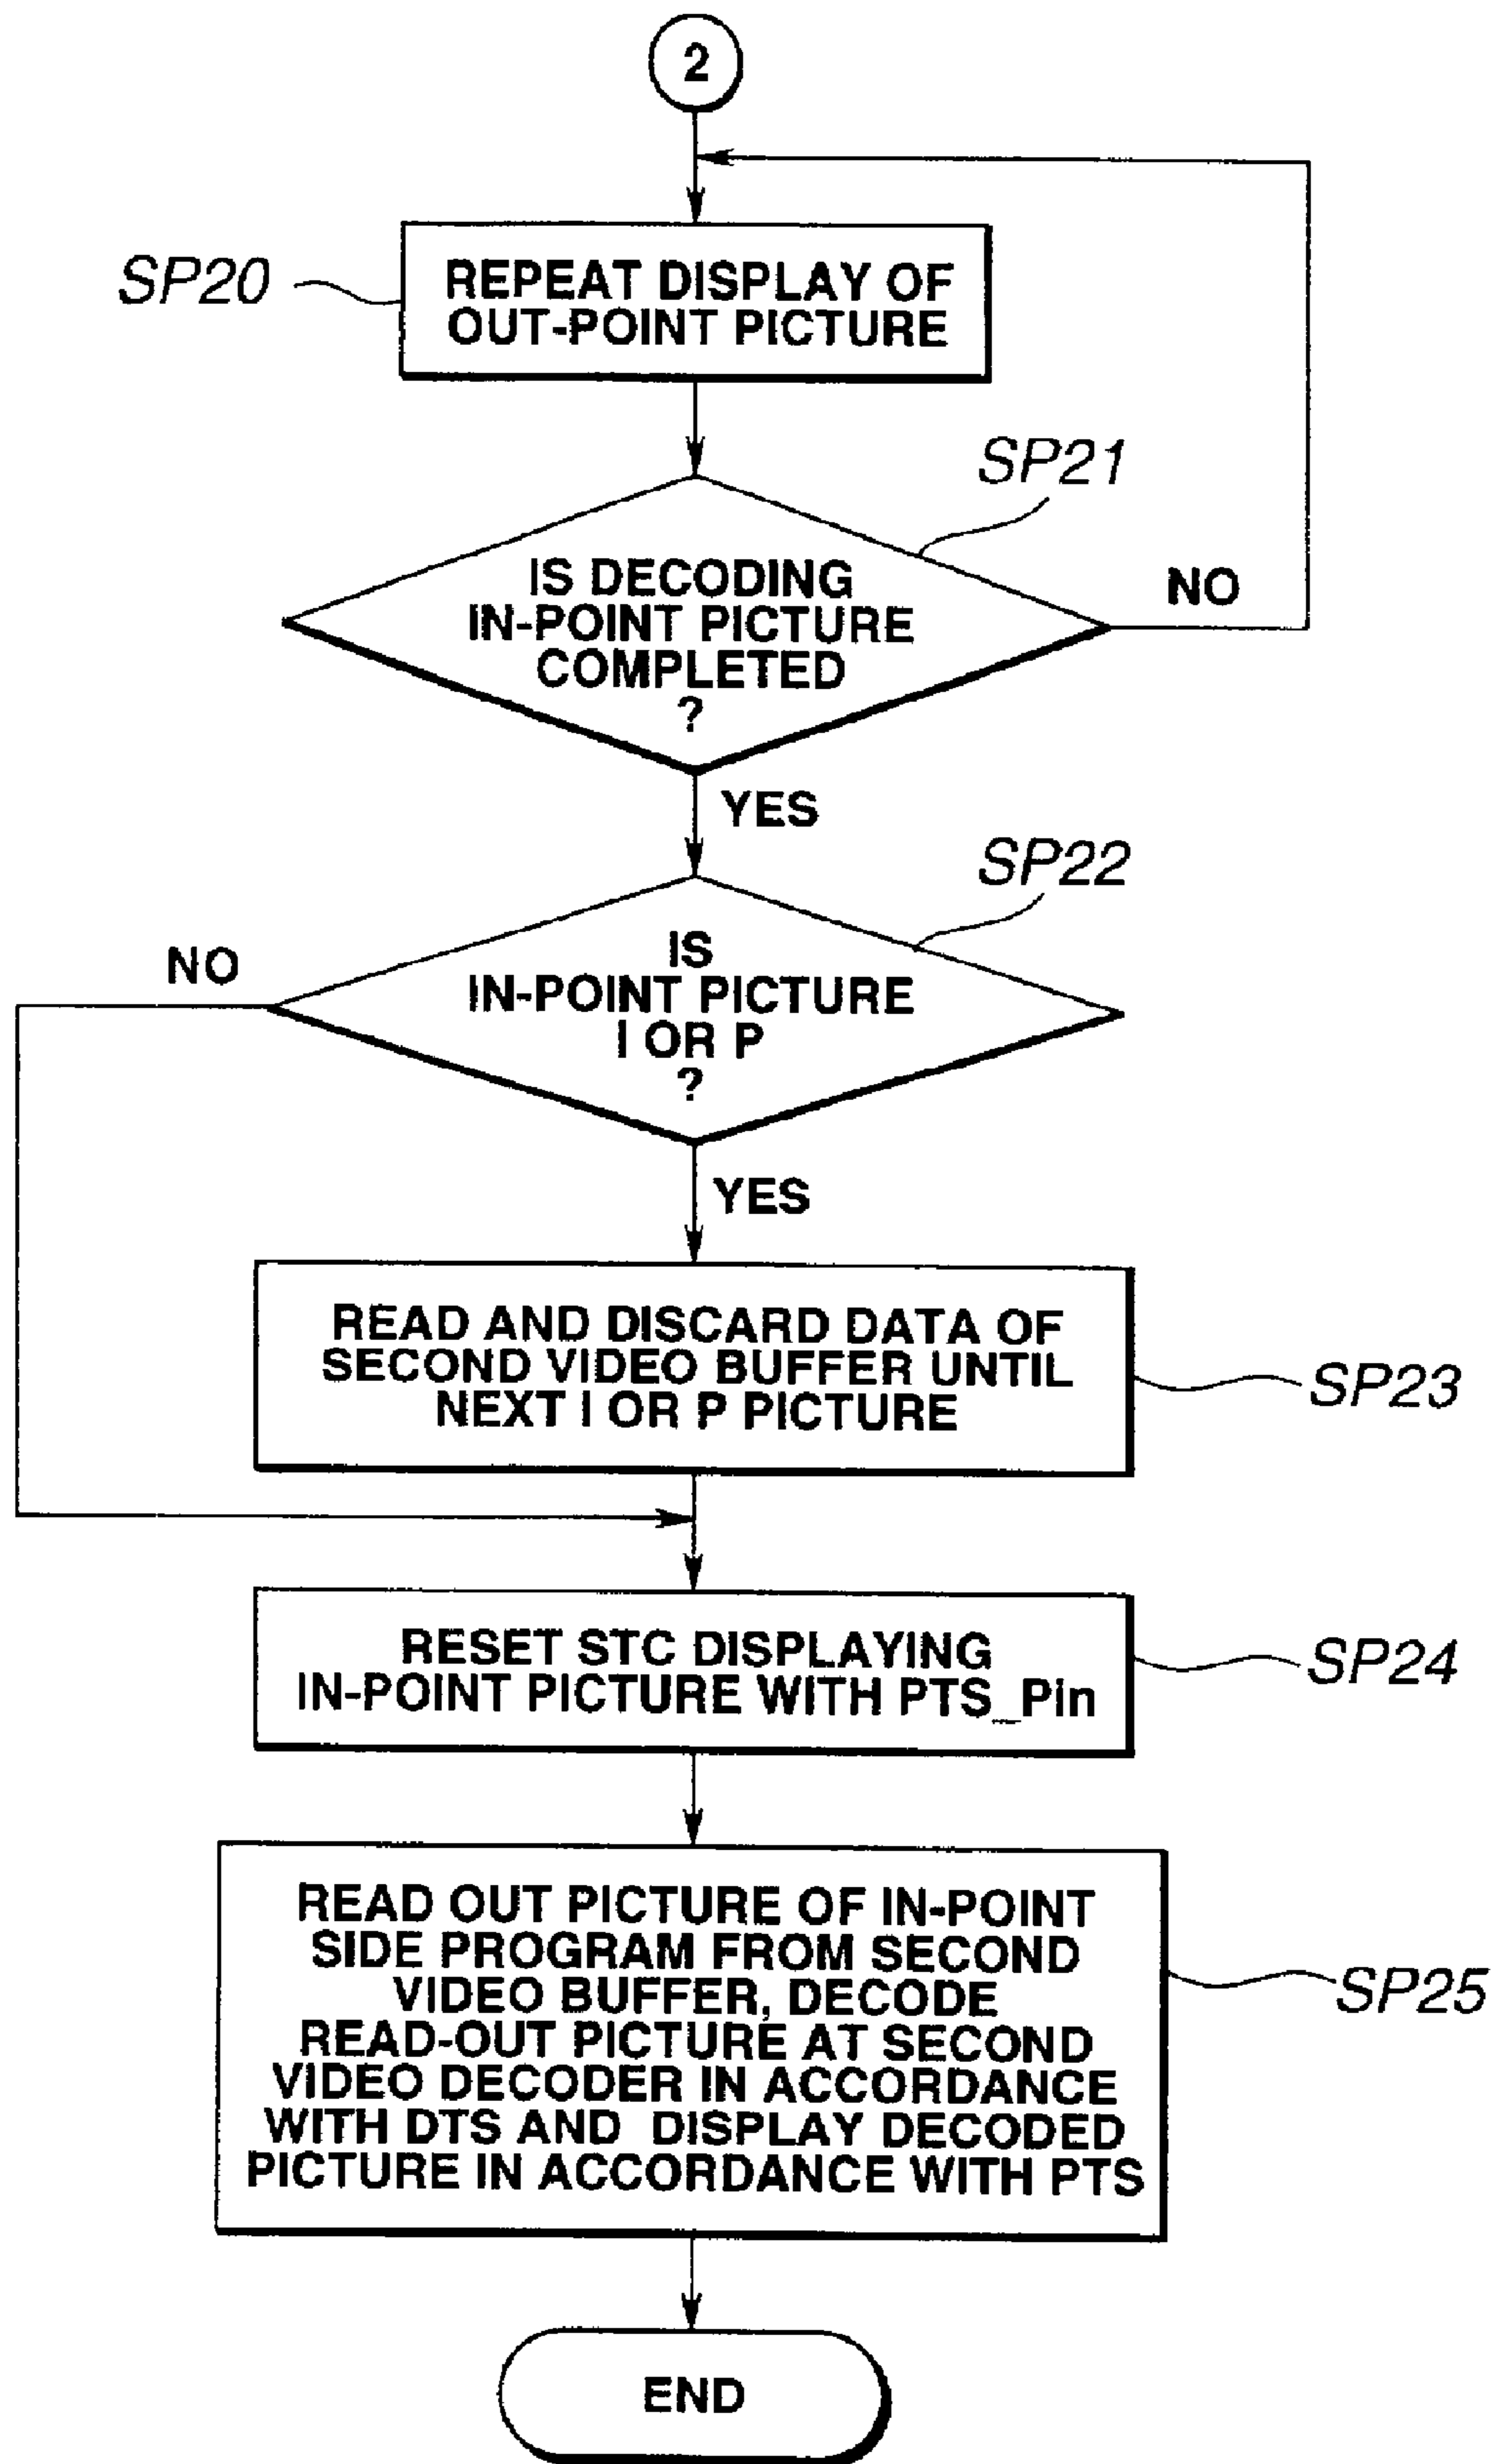 2
SP20
REPEAT DISPLAY OF
OUT-POINT PICTURE
SP21
IS DECODING
IN-POINT PICTURE
COMPLETED
?
NO
YES
SP22
NO
IS
IN-POINT PICTURE
I OR P
?
YES
READ AND DISCARD DATA OF
SECOND VIDEO BUFFER UNTIL
NEXT I OR P PICTURE
SP23
RESET STC DISPLAYING
IN-POINT PICTURE WITH PTS_Pin
SP24
READ OUT PICTURE OF IN-POINT
SIDE PROGRAM FROM SECOND
VIDEO BUFFER, DECODE
READ-OUT PICTURE AT SECOND
VIDEO DECODER IN ACCORDANCE
WITH DTS AND DISPLAY DECODED
PICTURE IN ACCORDANCE WITH PTS
SP25
END